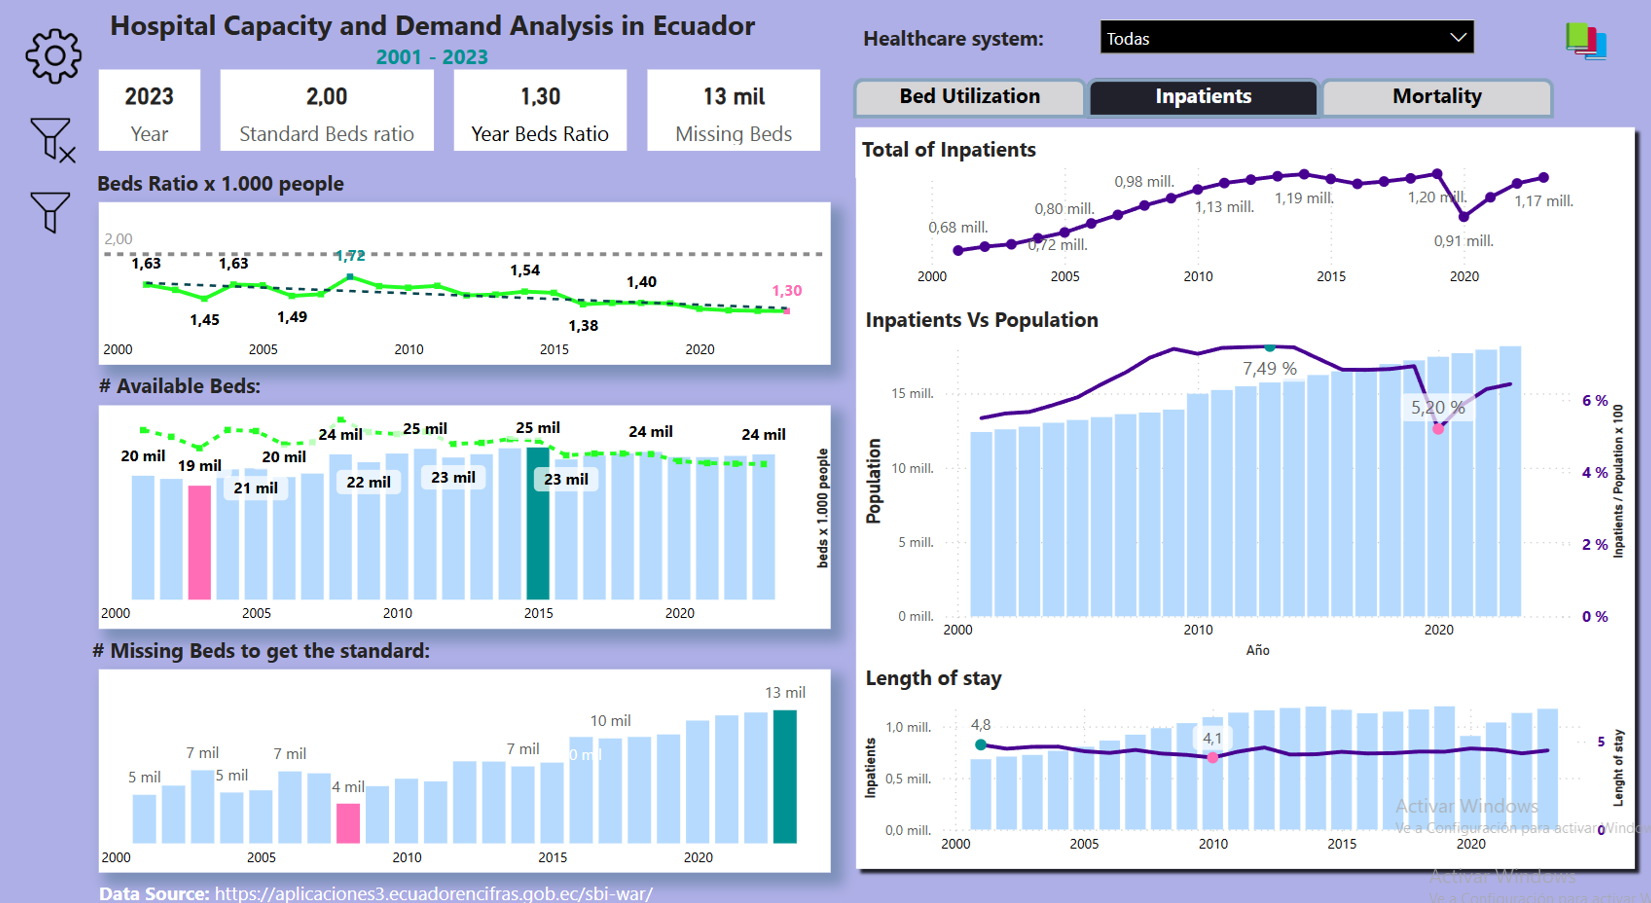 Hospital Capacity and Demand Analysis in Ecuador
2001 - 2023
Healthcare system:
Todas
2023
Year
2,00
Standard Beds ratio
1,30
Year Beds Ratio
13 mil
Missing Beds
Bed Utilization
Inpatients
Mortality
Beds Ratio x 1.000 people
2,00
1,63
1,63
1,72
1,54
1,40
1,30
1,45
1,49
1,38
2000
2005
2010
2015
2020
# Available Beds:
20 mil
19 mil
21 mil
20 mil
24 mil
22 mil
25 mil
23 mil
25 mil
23 mil
24 mil
24 mil
beds x 1.000 people
2000
2005
2010
2015
2020
# Missing Beds to get the standard:
5 mil
7 mil
5 mil
7 mil
4 mil
7 mil
10 mil
13 mil
2000
2005
2010
2015
2020
Data Source: https://aplicaciones3.ecuadorencifras.gob.ec/sbi-war/
Total of Inpatients
0,68 mill.
0,72 mill.
0,80 mill.
0,98 mill.
1,13 mill.
1,19 mill.
1,20 mill.
0,91 mill.
1,17 mill.
2000
2005
2010
2015
2020
Inpatients Vs Population
Population
15 mill.
10 mill.
5 mill.
0 mill.
7,49 %
5,20 %
6 %
4 %
2 %
0 %
Inpatients / Population x 100
2000
2010
2020
Año
Length of stay
Inpatients
1,0 mill.
0,5 mill.
0,0 mill.
4,8
4,1
5
0
Lenght of stay
2000
2005
2010
2015
2020
Activar Windows
Ve a Configuración para activar Windo
Activar Windows
Ve a Configuración para activar